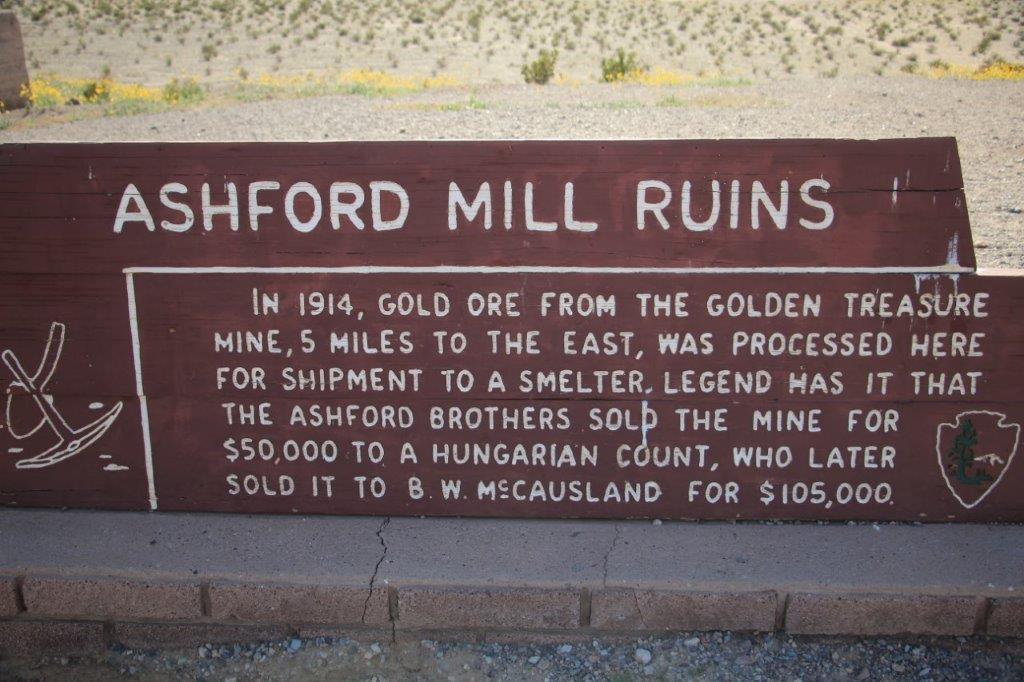 ASHFORD MILL RUINS
IN 1914, GOLD ORE FROM THE GOLDEN TREASURE
MINE, 5 MILES TO THE EAST, WAS PROCESSED HERE
FOR SHIPMENT TO A SMELTER. LEGEND HAS IT THAT
THE ASHFORD BROTHERS SOLD THE MINE FOR
$50,000 TO A HUNGARIAN COUNT, WHO LATER
SOLD IT TO B. W. McCAUSLAND FOR $105,000.